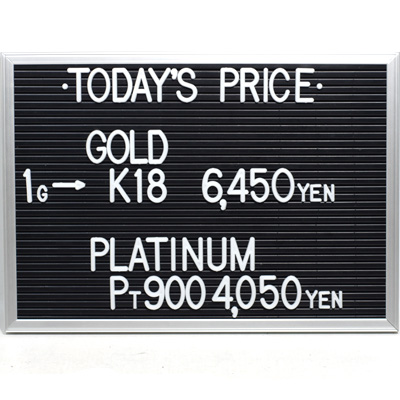 ·TODAY'S PRICE·
GOLD
1G→ K18 6,450YEN
PLATINUM
PT900 4,050YEN